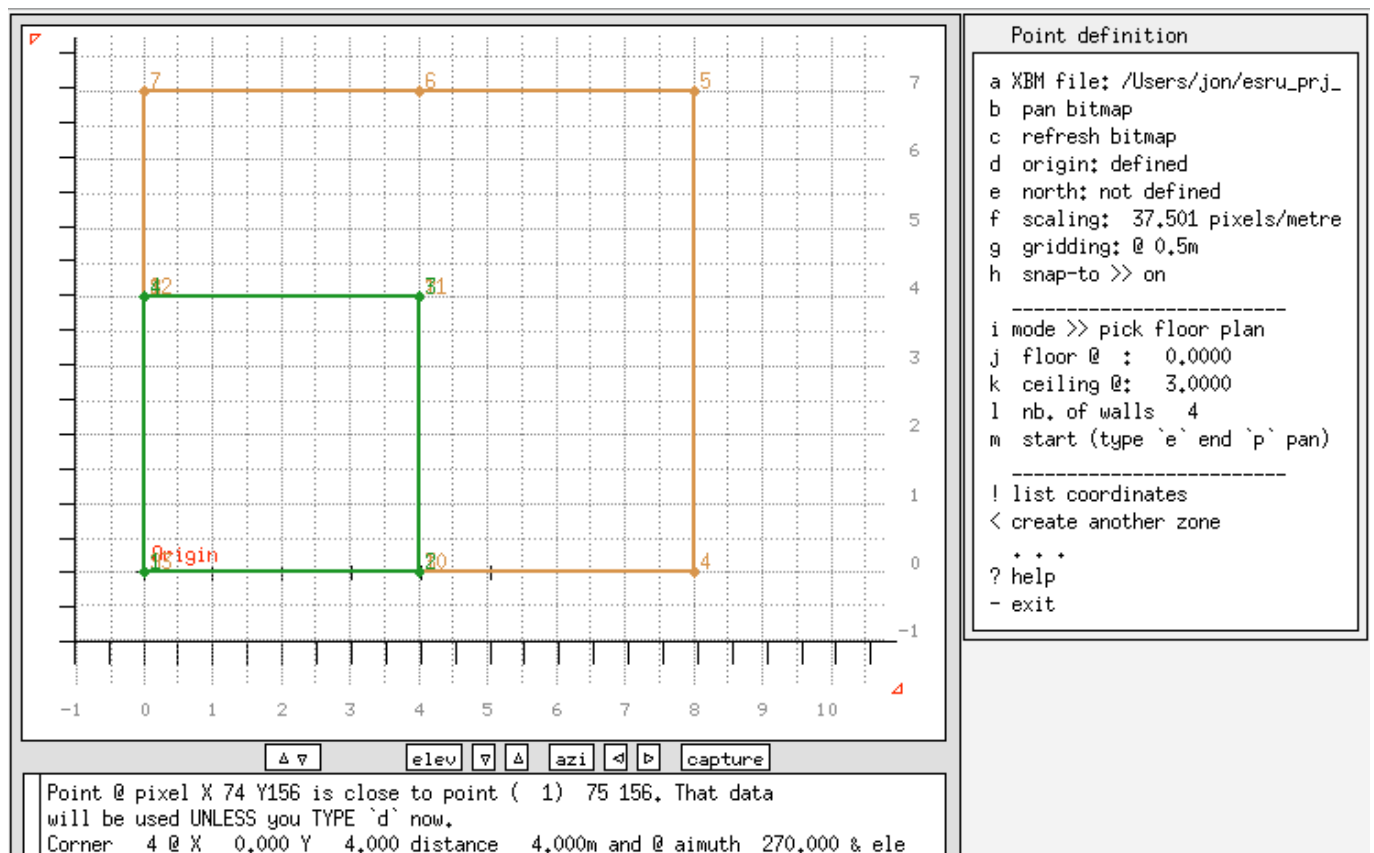 Point definition
a XBM file: /Users/jon/esru_prj_
b pan bitmap
c refresh bitmap
d origin: defined
e north: not defined
f scaling: 37.501 pixels/metre
g gridding: @ 0.5m
h snap-to >> on
i mode >> pick floor plan
j floor @ : 0.0000
k ceiling @: 3.0000
l nb. of walls 4
m start (type `e` end `p` pan)
! list coordinates
< create another zone
. . .
? help
- exit
7 6 5
7
6
5
4
3
2
1
Origin
4
0
-1
-1 0 1 2 3 4 5 6 7 8 9 10
elev azi capture
Point @ pixel X 74 Y156 is close to point ( 1) 75 156. That data
will be used UNLESS you TYPE `d` now.
Corner 4 @ X 0.000 Y 4.000 distance 4.000m and @ aimuth 270.000 & ele